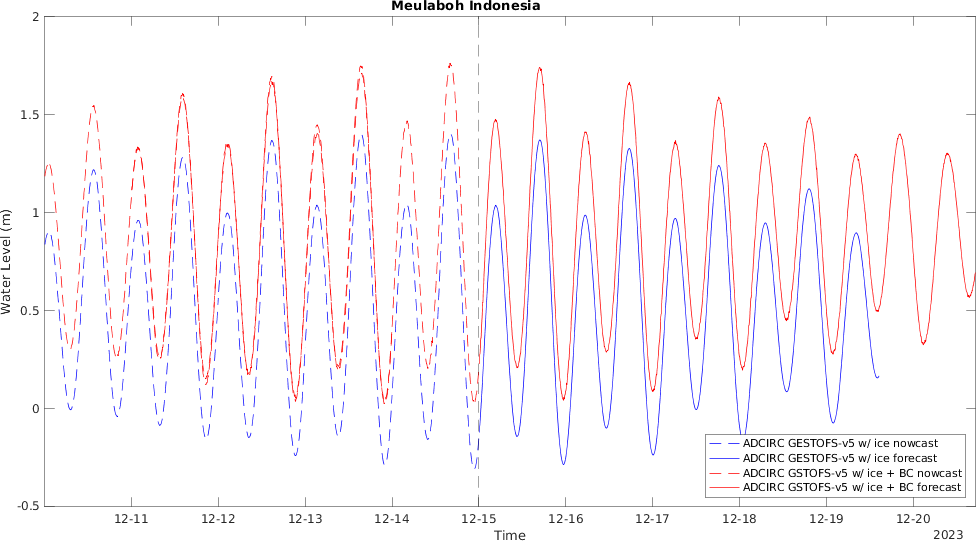 Meulaboh Indonesia
Water Level (m)
2
1.5
1
0.5
0
-0.5
12-11
12-12
12-13
12-14
12-15
12-16
12-17
12-18
12-19
12-20
Time
2023
ADCIRC GESTOFS-v5 w/ ice nowcast
ADCIRC GESTOFS-v5 w/ ice forecast
ADCIRC GSTOFS-v5 w/ ice + BC nowcast
ADCIRC GSTOFS-v5 w/ ice + BC forecast